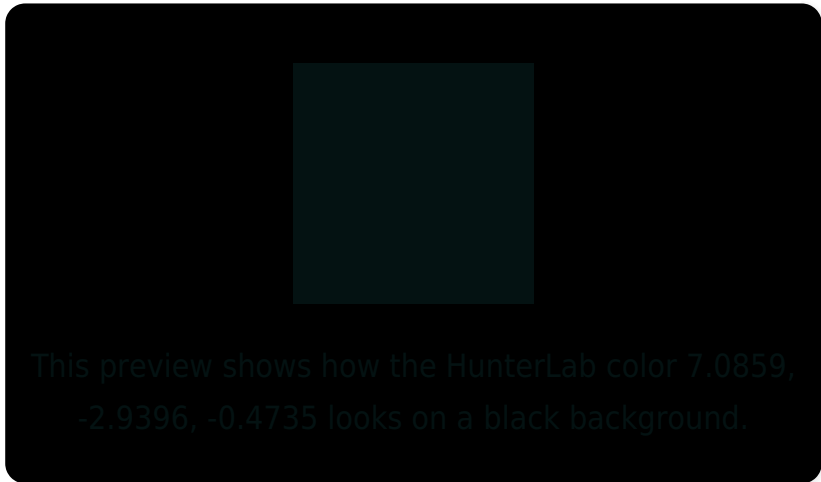 This preview shows how the HunterLab color 7.0859,
-2.9396, -0.4735 looks on a black background.